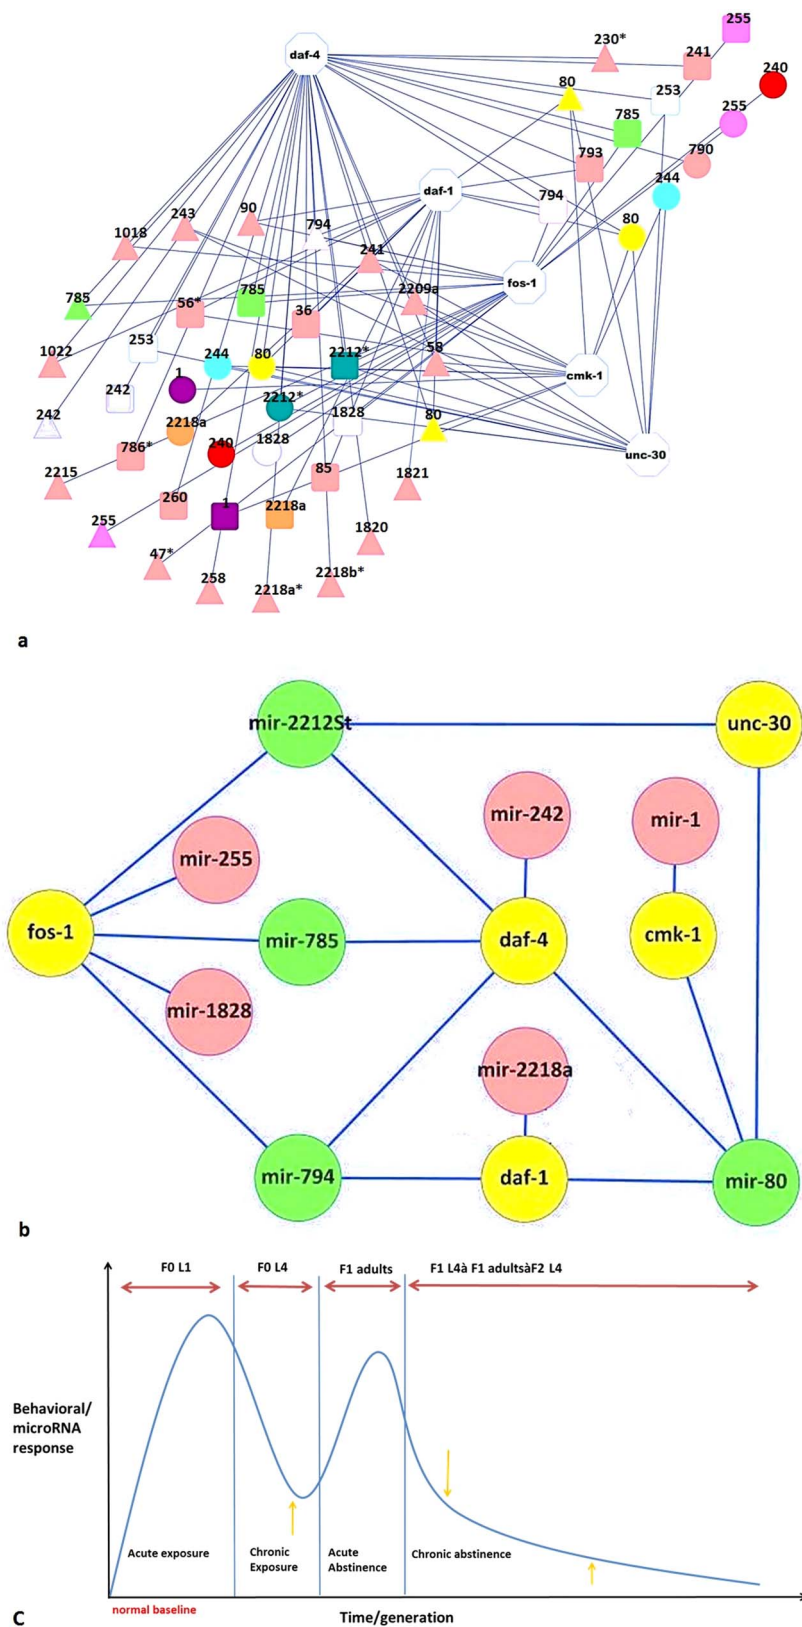 255
230*
241
daf-4
240
80
253
255
785
790
793
244
daf-1
794
80
90
243
794
1018
241
fos-1
2209a
785
785
56*
36
1022
253
244
80
2212*
58
cmk-1
1
242
2212*
242
2218a
1828
80
unc-30
786*
240
1828
2215
85
1821
260
1
2218a
255
1820
47*
258
2218a*
2218b*
a
mir-2212St
unc-30
mir-242
mir-1
mir-255
fos-1
mir-785
daf-4
cmk-1
mir-1828
mir-2218a
mir-794
daf-1
mir-80
b
F0 L1
F0 L4
F1 adults
F1 L4à F1 adultsàF2 L4
Behavioral/
microRNA
response
Acute exposure
Chronic
Exposure
Acute
Abstinence
Chronic abstinence
normal baseline
Time/generation
C